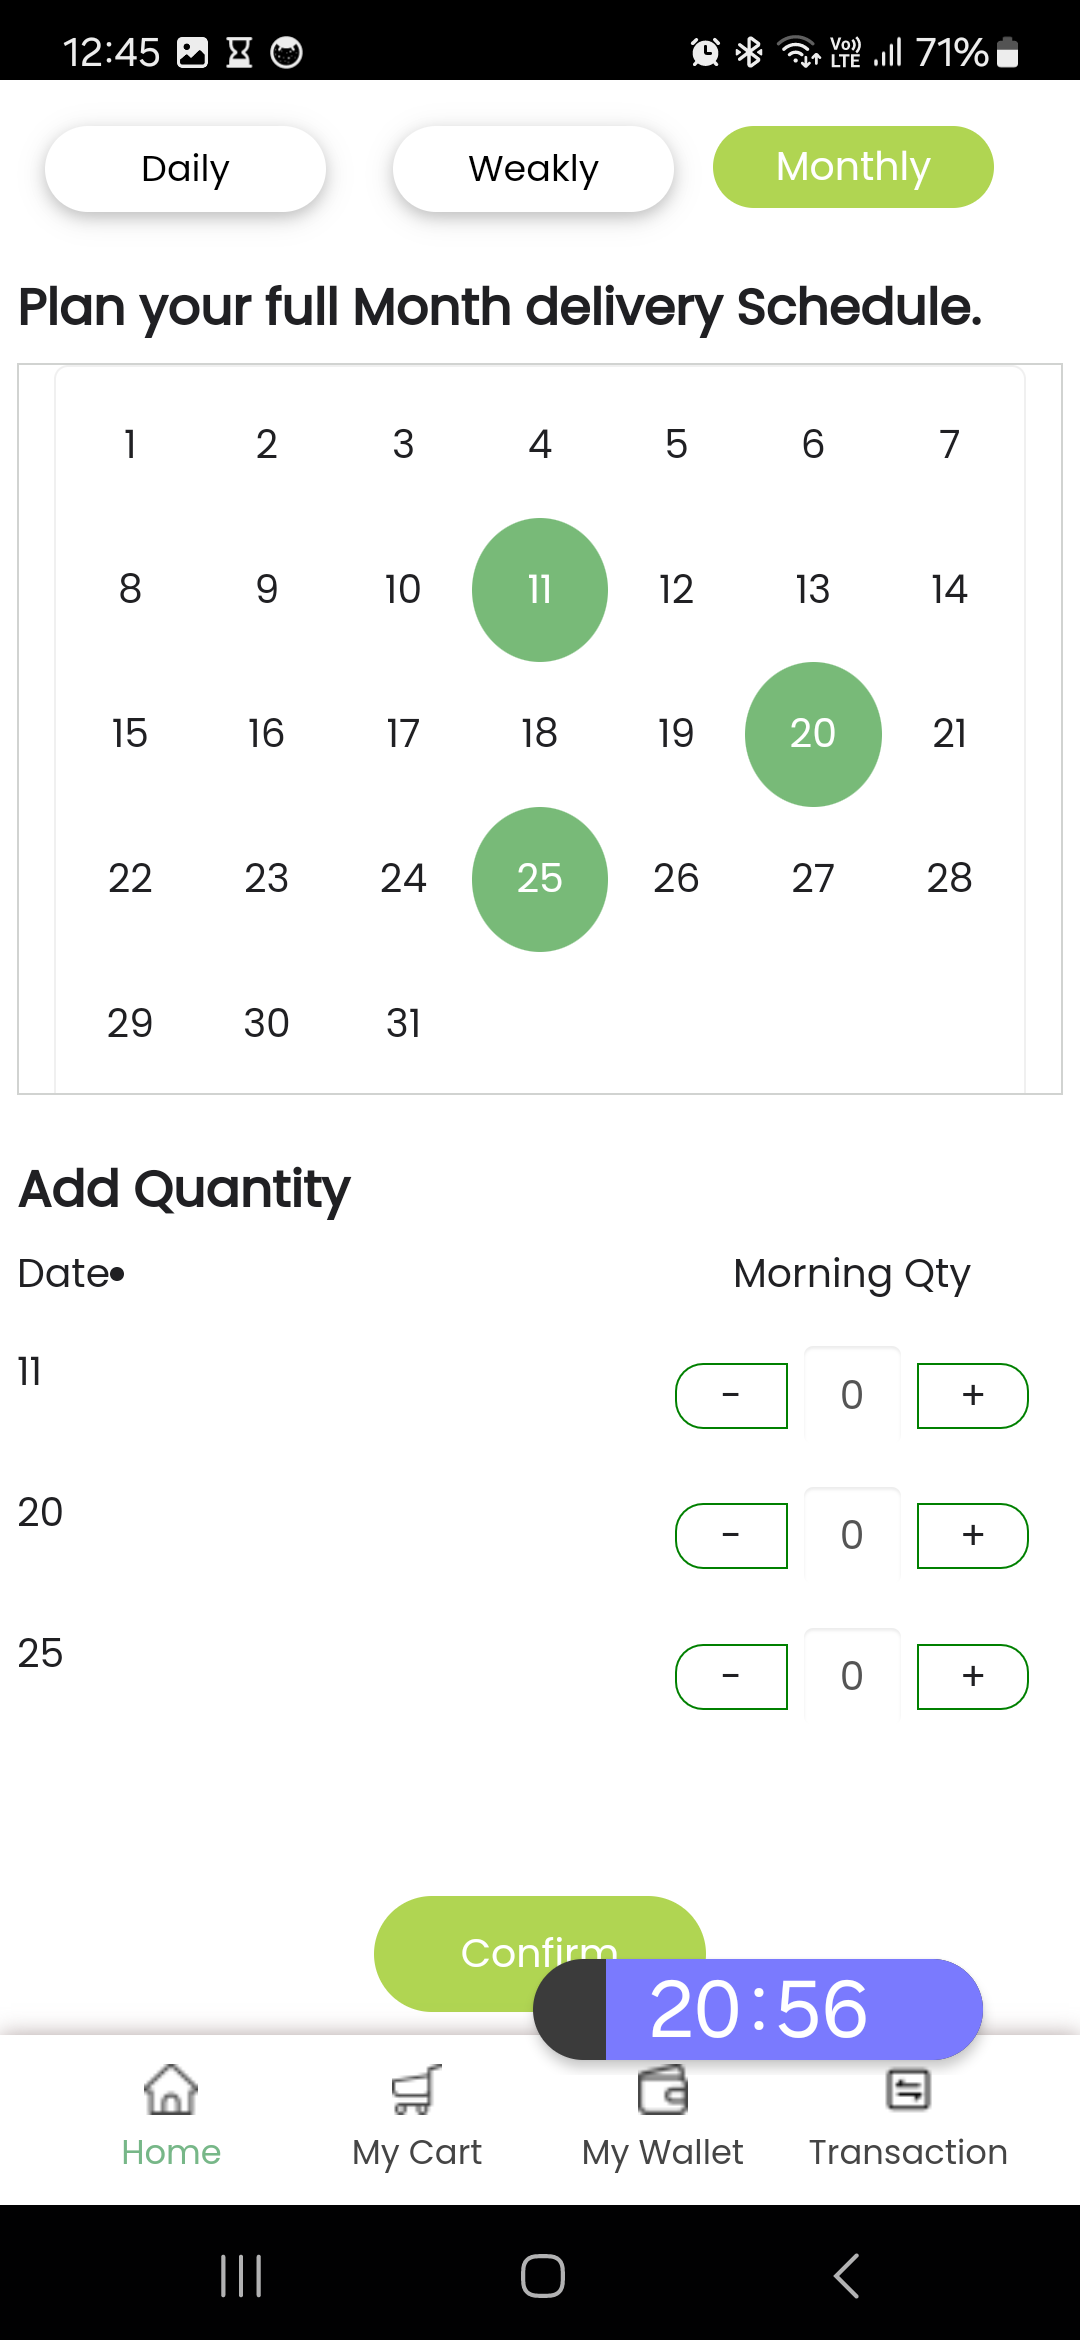 12:45 Vo)) LTE 71%
Daily Weakly Monthly
Plan your full Month delivery Schedule.
1 2 3 4 5 6 7
8 9 10 11 12 13 14
15 16 17 18 19 20 21
22 23 24 25 26 27 28
29 30 31
Add Quantity
Date• Morning Qty
11 - 0 +
20 - 0 +
25 - 0 +
Confirm
20:56
Home My Cart My Wallet Transaction